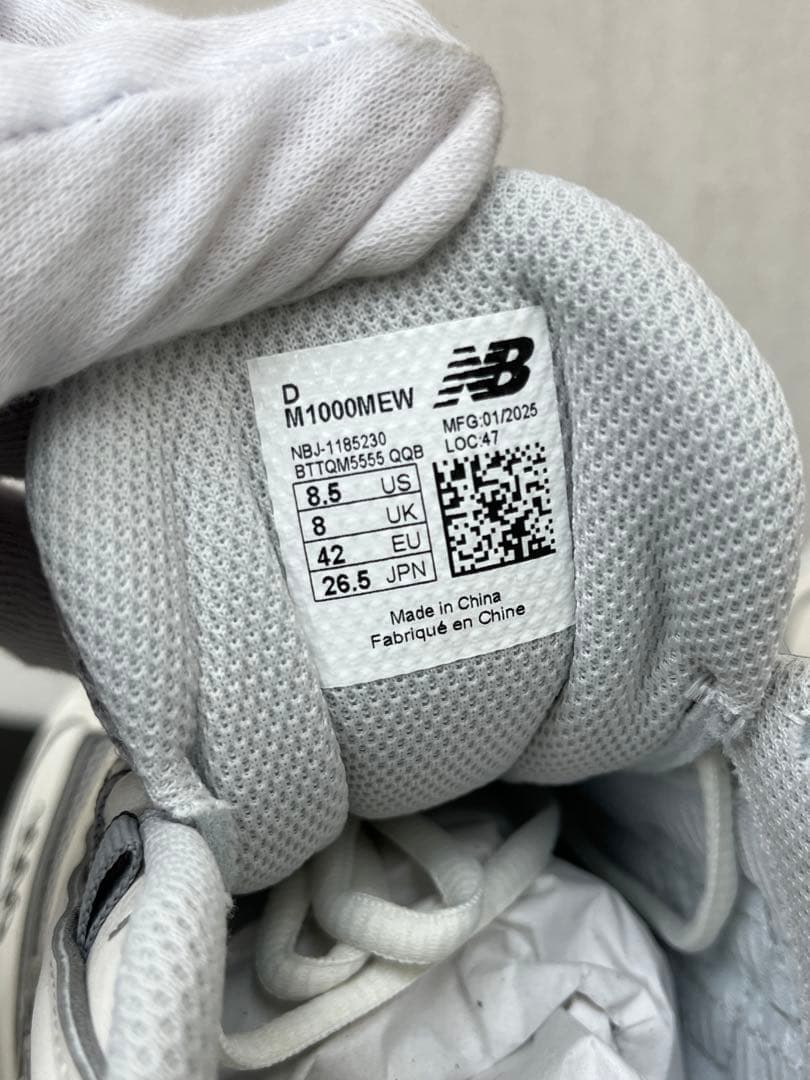 D
M1000MEW
NB
NBJ-1185230
BTTQM5555 QQB
MFG:01/2025
LOC:47
8.5 US
8 UK
42 EU
26.5 JPN
Made in China
Fabriqué en Chine